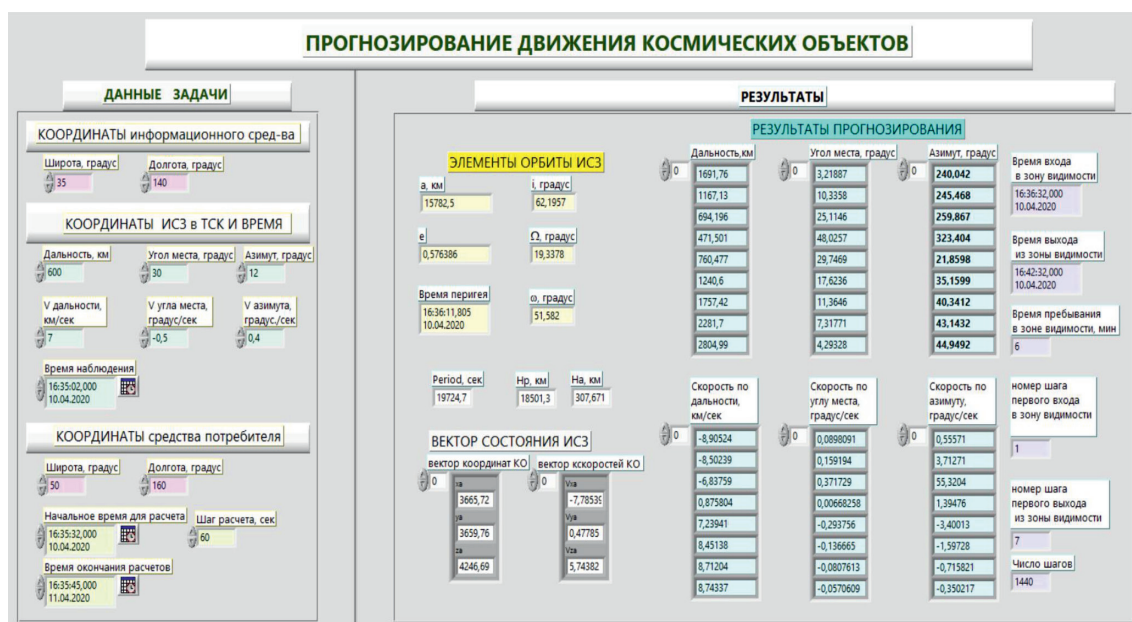 ПРОГНОЗИРОВАНИЕ ДВИЖЕНИЯ КОСМИЧЕСКИХ ОБЪЕКТОВ
ДАННЫЕ ЗАДАЧИ
КООРДИНАТЫ информационного сред-ва
Широта, градус
Долгота, градус
35
140
КООРДИНАТЫ ИСЗ в ТСК И ВРЕМЯ
Дальность, км
Угол места, градус
Азимут, градус
600
30
12
V дальности,
км/сек
V угла места,
градус/сек
V азимута,
градус./сек
7
-0,5
0,4
Время наблюдения
16:35:02,000
10.04.2020
КООРДИНАТЫ средства потребителя
Широта, градус
Долгота, градус
50
160
Начальное время для расчета
Шаг расчета, сек
16:35:32,000
10.04.2020
60
Время окончания расчетов
16:35:45,000
11.04.2020
РЕЗУЛЬТАТЫ
ЭЛЕМЕНТЫ ОРБИТЫ ИСЗ
a, км
i, градус
15782,5
62,1957
e
Ω, градус
0,576386
19,3378
Время перигея
ω, градус
16:36:11,805
10.04.2020
51,582
Period, сек
Hp, км
Ha, км
19724,7
18501,3
307,671
ВЕКТОР СОСТОЯНИЯ ИСЗ
вектор координат КО
вектор кскоростей КО
0
xa
3665,72
ya
3659,76
za
4246,69
0
Vxa
-7,78539
Vya
0,47785
Vza
5,74382
РЕЗУЛЬТАТЫ ПРОГНОЗИРОВАНИЯ
Дальность,км
0
1691,76
1167,13
694,196
471,501
760,477
1240,6
1757,42
2281,7
2804,99
Угол места, градус
0
3,21887
10,3358
25,1146
48,0257
29,7469
17,6236
11,3646
7,31771
4,29328
Азимут, градус
0
240,042
245,468
259,867
323,404
21,8598
35,1599
40,3412
43,1432
44,9492
Время входа
в зону видимости
16:36:32,000
10.04.2020
Время выхода
из зоны видимости
16:42:32,000
10.04.2020
Время пребывания
в зоне видимости, мин
6
Скорость по
дальности,
км/сек
0
-8,90524
-8,50239
-6,83759
0,875804
7,23941
8,45138
8,71204
8,74337
Скорость по
углу места,
градус/сек
0
0,0898091
0,159194
0,371729
0,00668258
-0,293756
-0,136665
-0,0807613
-0,0570609
Скорость по
азимуту,
градус/сек
0
0,55571
3,71271
55,3204
1,39476
-3,40013
-1,59728
-0,715821
-0,350217
номер шага
первого входа
в зону видимости
1
номер шага
первого выхода
из зоны видимости
7
Число шагов
1440